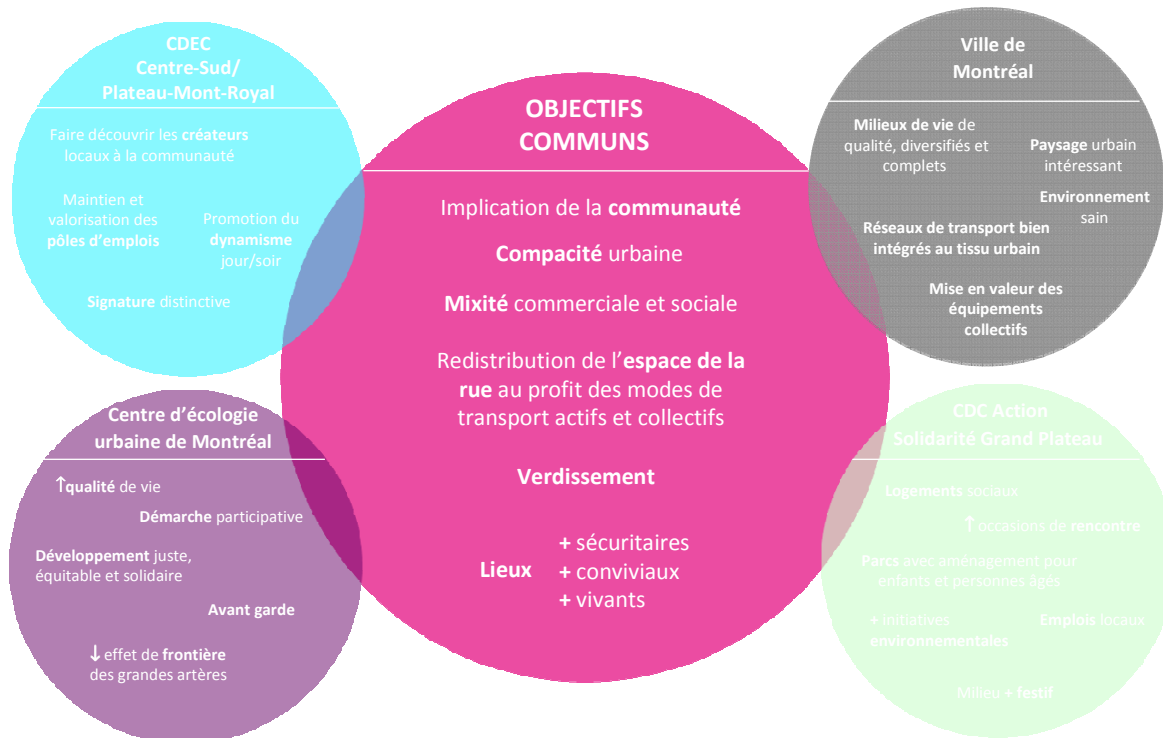 CDEC
Centre-Sud/
Plateau-Mont-Royal
Faire découvrir les créateurs
locaux à la communauté
Maintien et
valorisation des
pôles d'emplois
Promotion du
dynamisme
jour/soir
Signature distinctive
OBJECTIFS
COMMUNS
Implication de la communauté
Compacité urbaine
Mixité commerciale et sociale
Redistribution de l'espace de la
rue au profit des modes de
transport actifs et collectifs
Verdissement
Lieux
+ sécuritaires
+ conviviaux
+ vivants
Ville de
Montréal
Milieux de vie de
qualité, diversifiés et
complets
Paysage urbain
intéressant
Environnement
sain
Réseaux de transport bien
intégrés au tissu urbain
Mise en valeur des
équipements
collectifs
Centre d'écologie
urbaine de Montréal
↑qualité de vie
Démarche participative
Développement juste,
équitable et solidaire
Avant garde
↓ effet de frontière
des grandes artères
CDC Action
Solidarité Grand Plateau
Logements sociaux
↑ occasions de rencontre
Parcs avec aménagement pour
enfants et personnes âgés
+ initiatives
environnementales
Emplois locaux
Milieu + festif